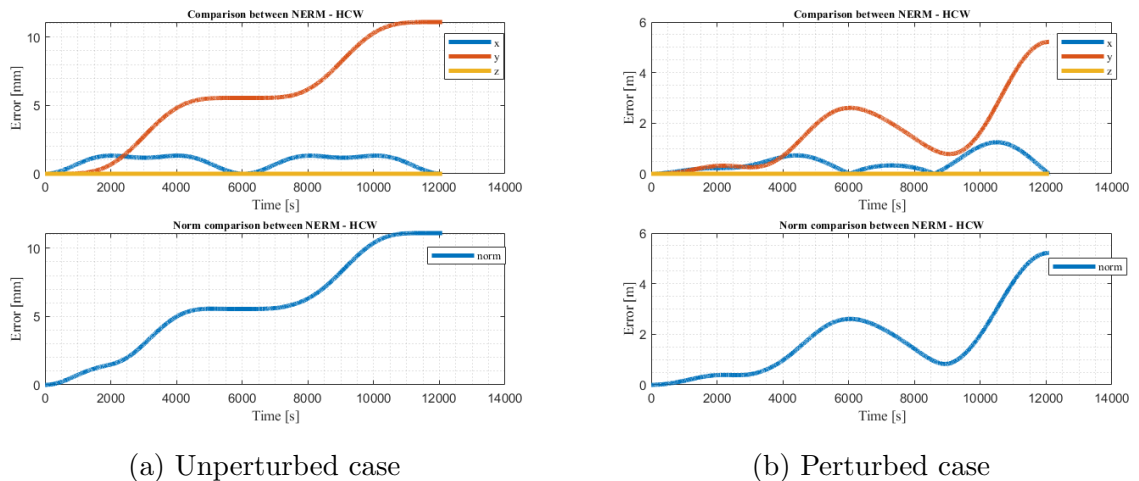 Comparison between NERM - HCW
Error [mm]
10
5
0
x
y
z
0 2000 4000 6000 8000 10000 12000 14000
Time [s]
Norm comparison between NERM - HCW
Error [mm]
10
5
0
norm
0 2000 4000 6000 8000 10000 12000 14000
Time [s]
(a) Unperturbed case
Comparison between NERM - HCW
Error [m]
6
4
2
0
x
y
z
0 2000 4000 6000 8000 10000 12000 14000
Time [s]
Norm comparison between NERM - HCW
Error [m]
6
4
2
0
norm
0 2000 4000 6000 8000 10000 12000 14000
Time [s]
(b) Perturbed case